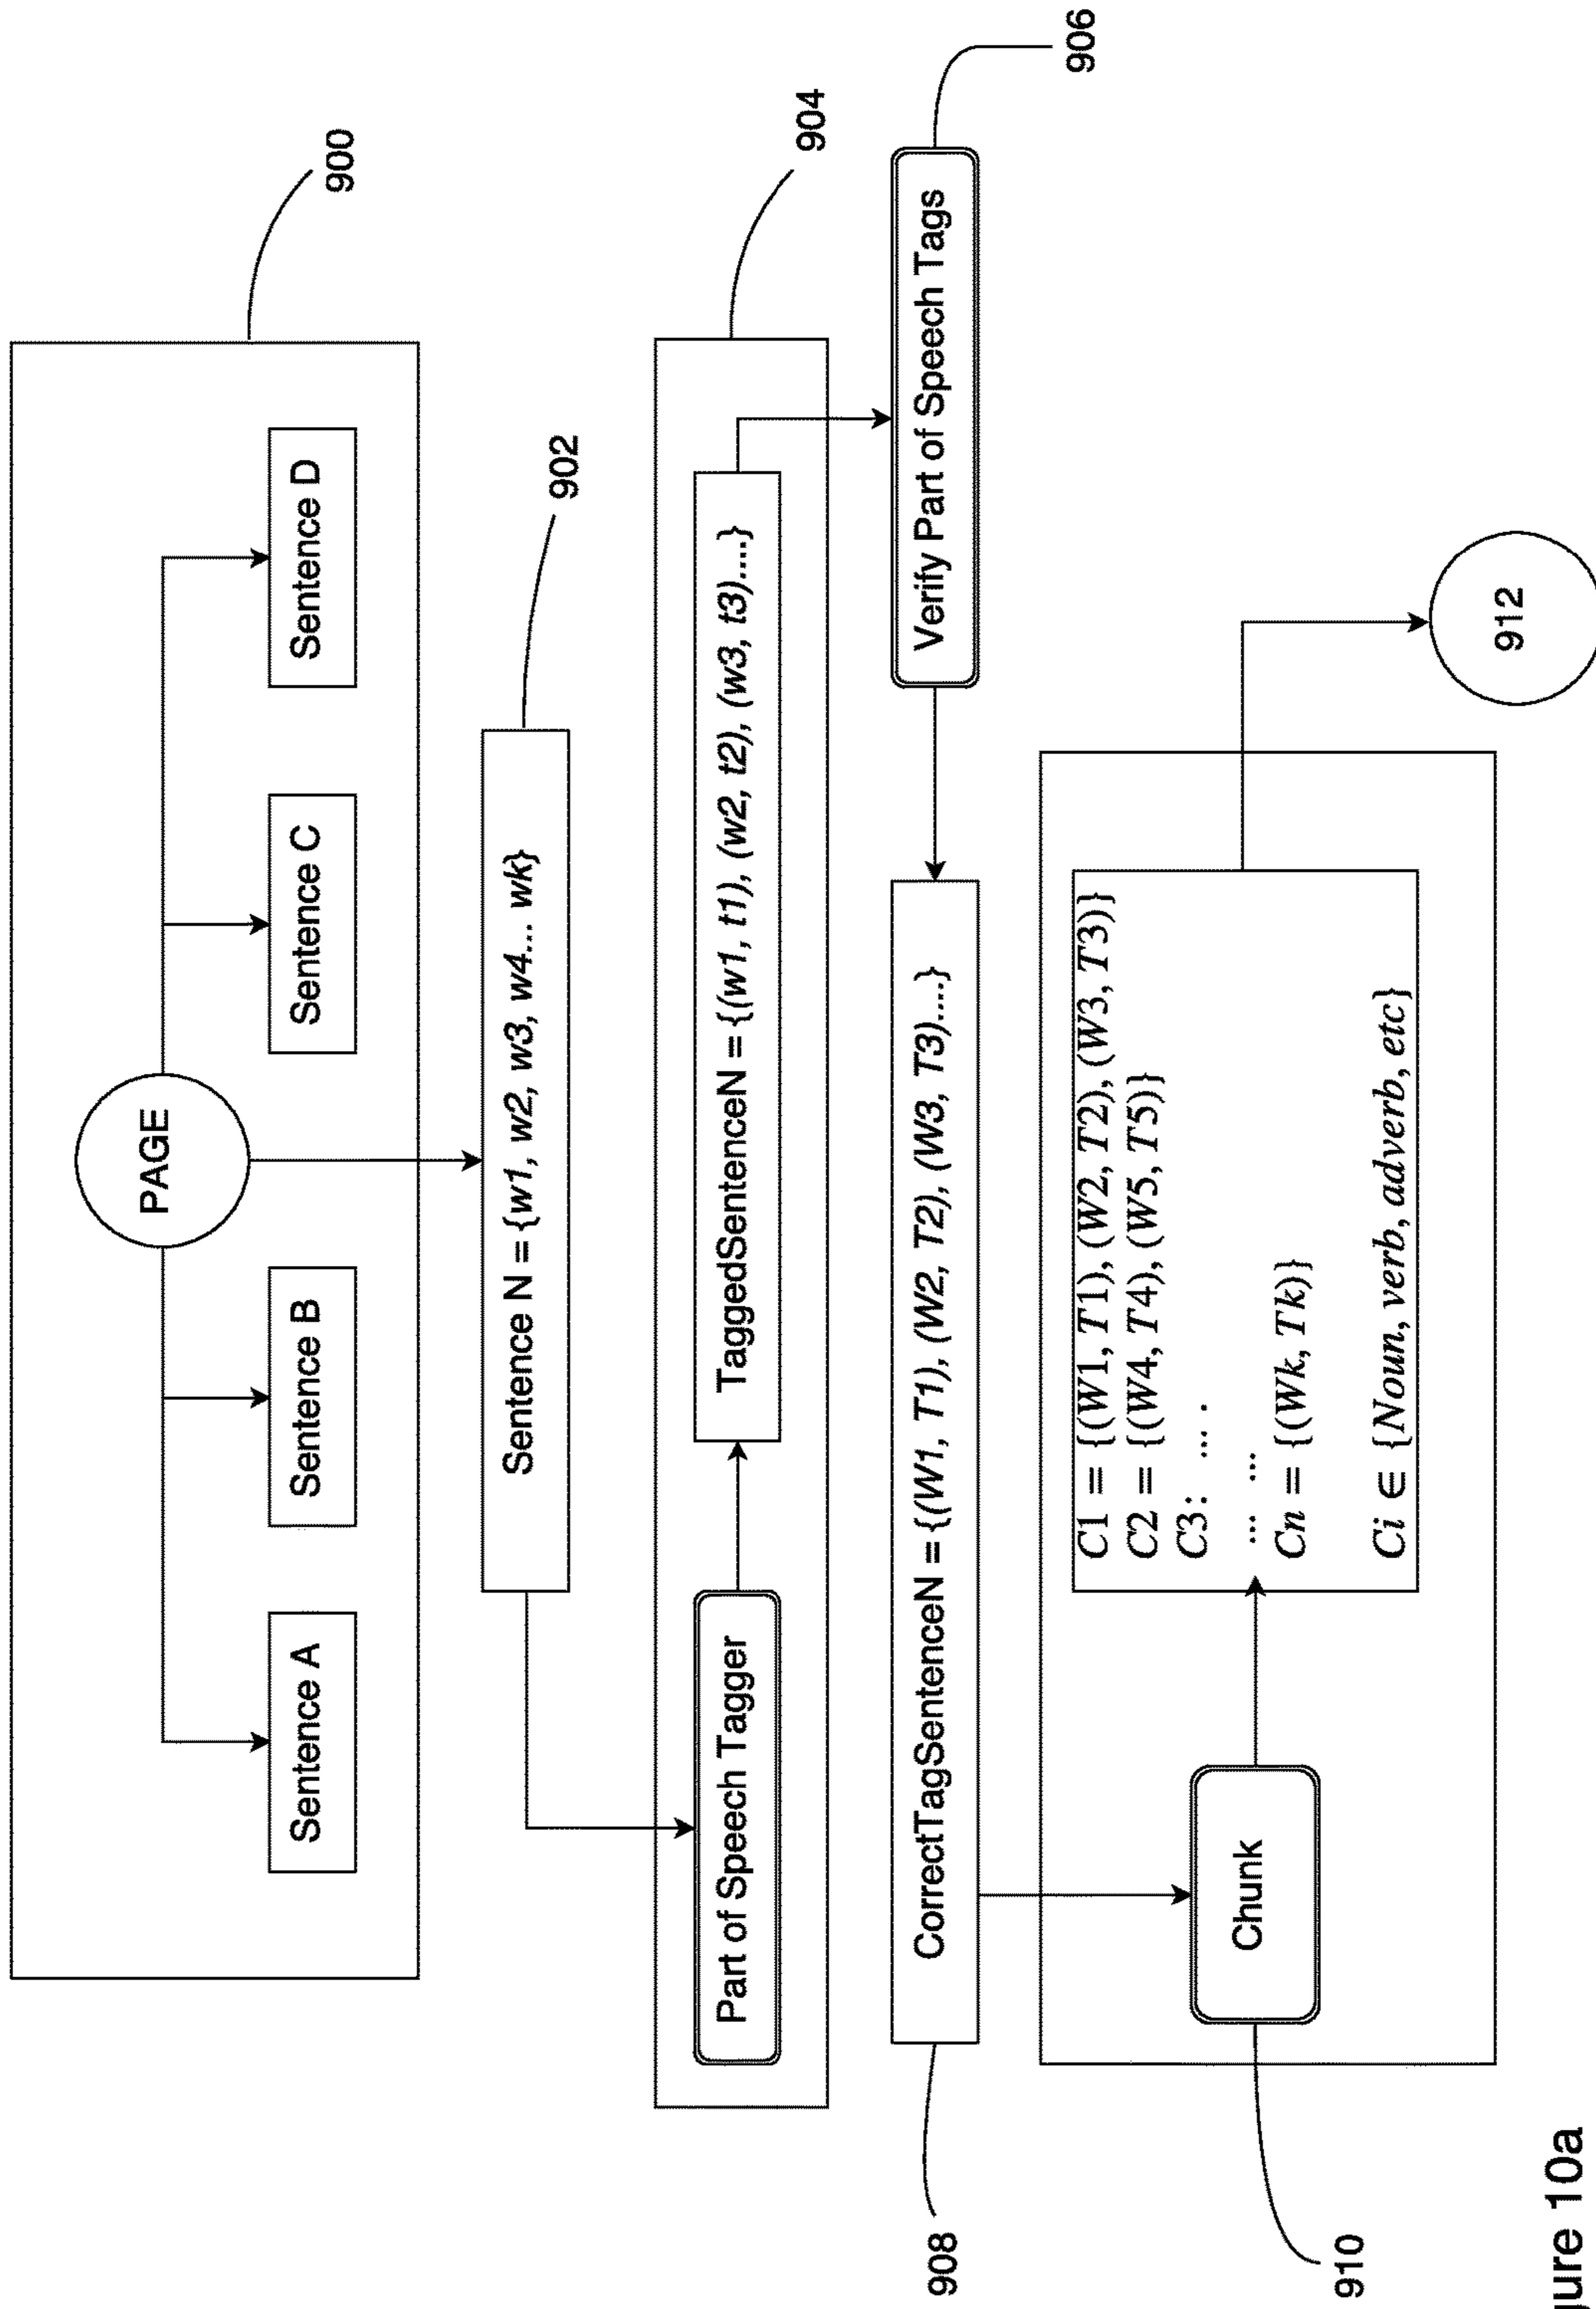 900
PAGE
Sentence A
Sentence B
Sentence C
Sentence D
902
Sentence N = {w1, w2, w3, w4... wk}
904
Part of Speech Tagger
TaggedSentenceN = {(w1, t1), (w2, t2), (w3, t3)....}
906
Verify Part of Speech Tags
908
CorrectTagSentenceN = {(W1, T1), (W2, T2), (W3, T3)....}
910
Chunk
C1 = {(W1, T1), (W2, T2), (W3, T3)}
C2 = {(W4, T4), (W5, T5)}
C3: ... .
... ...
Cn = {(Wk, Tk)}
Ci ∈ {Noun, verb, adverb, etc}
912
gure 10a